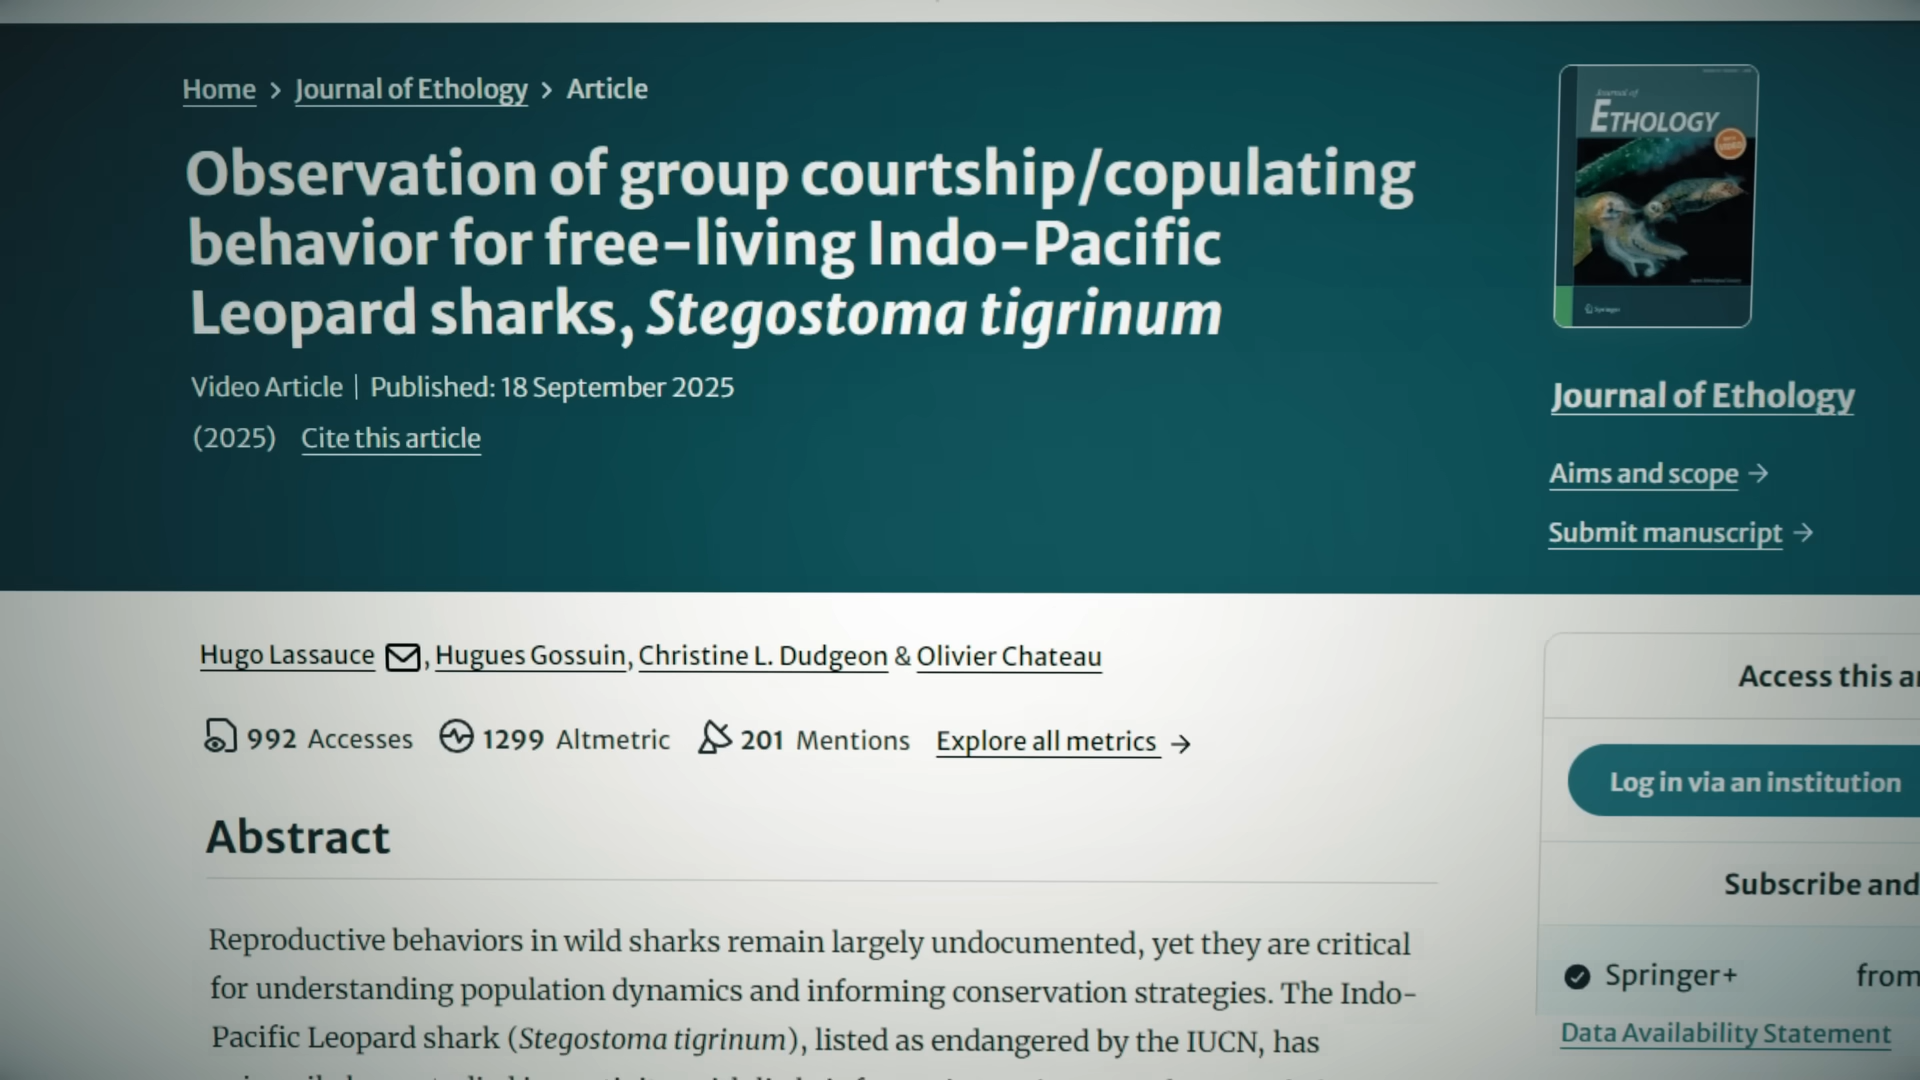 Home > Journal of Ethology > Article
Observation of group courtship/copulating
behavior for free-living Indo-Pacific
Leopard sharks, Stegostoma tigrinum
Video Article | Published: 18 September 2025
(2025) Cite this article
Journal of
ETHOLOGY
Springer
Journal of Ethology
Aims and scope →
Submit manuscript →
Hugo Lassauce, Hugues Gossuin, Christine L. Dudgeon & Olivier Chateau
992 Accesses 1299 Altmetric 201 Mentions Explore all metrics →
Abstract
Reproductive behaviors in wild sharks remain largely undocumented, yet they are critical
for understanding population dynamics and informing conservation strategies. The Indo-
Pacific Leopard shark (Stegostoma tigrinum), listed as endangered by the IUCN, has
Access this
Log in via an institution
Subscribe and
Springer+ from
Data Availability Statement